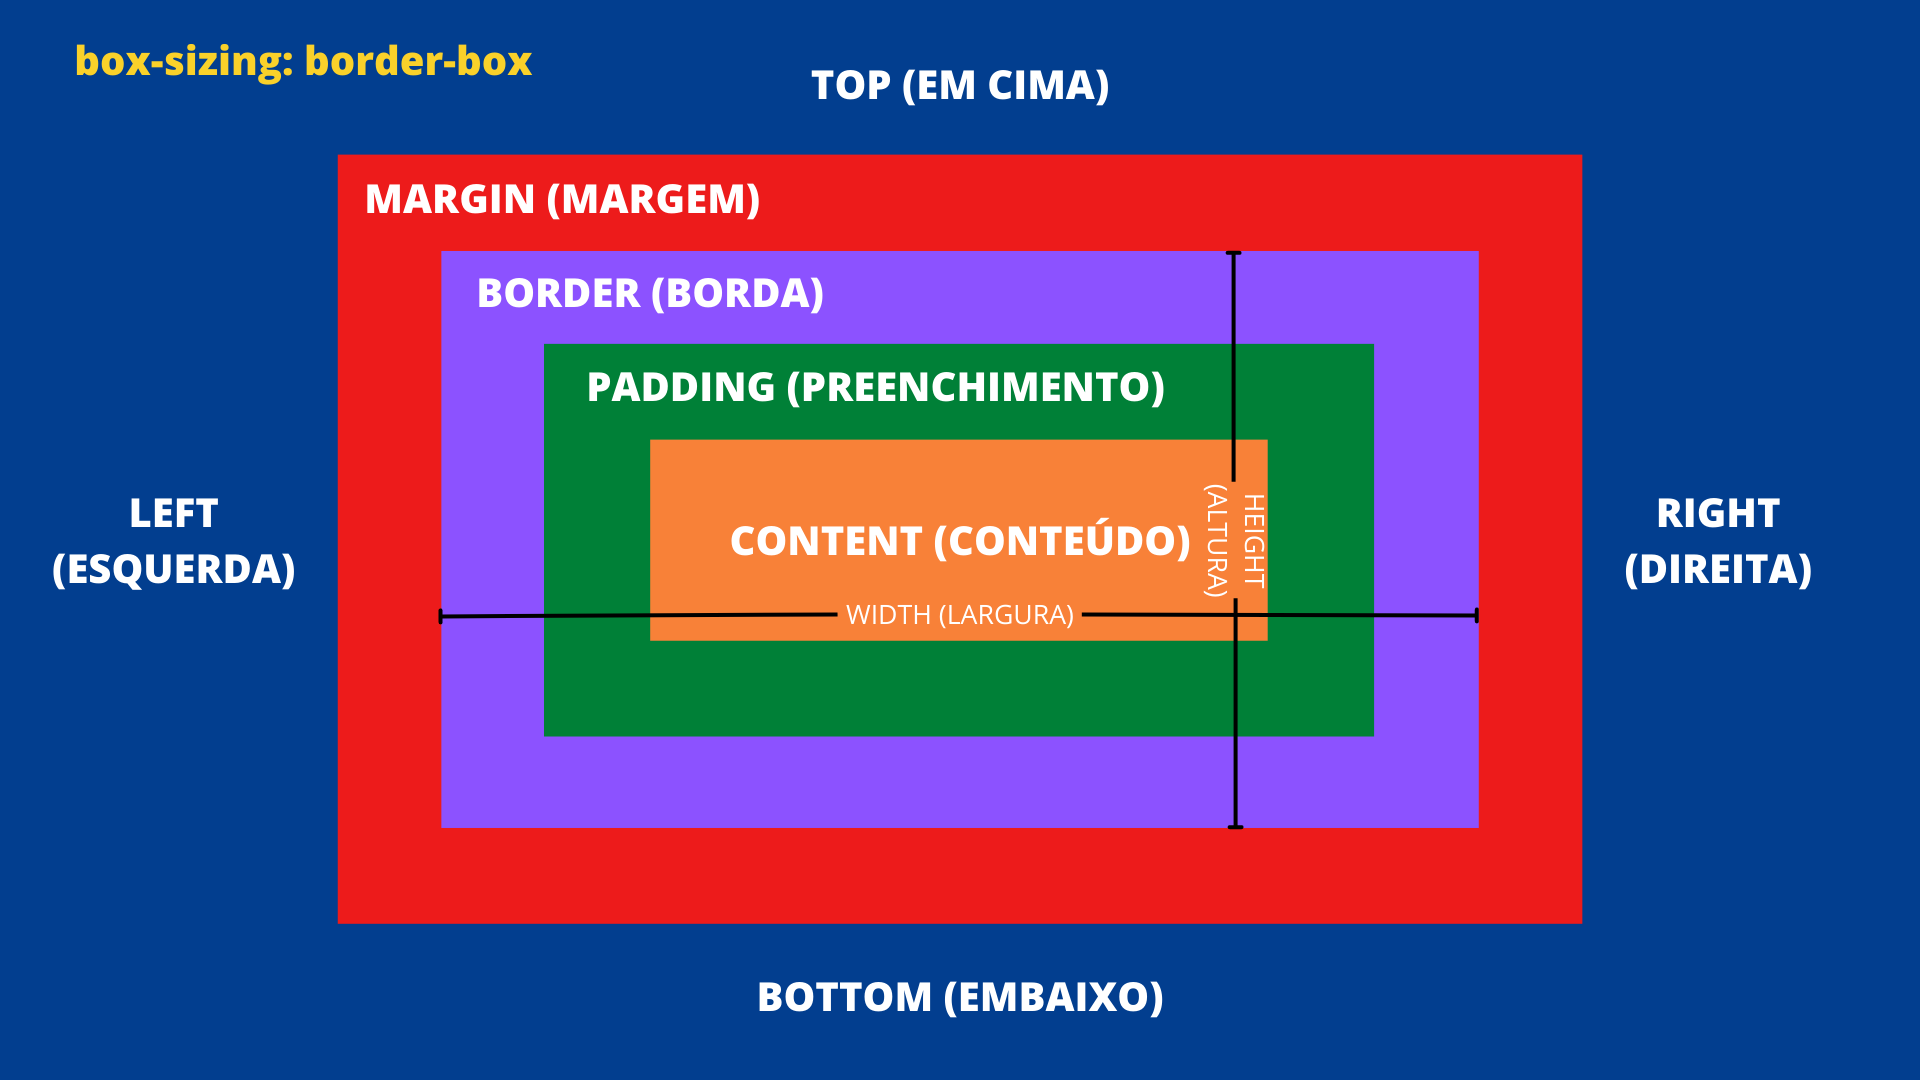 box-sizing: border-box
TOP (EM CIMA)
MARGIN (MARGEM)
BORDER (BORDA)
PADDING (PREENCHIMENTO)
LEFT
(ESQUERDA)
CONTENT (CONTEÚDO)
HEIGHT
(ALTURA)
WIDTH (LARGURA)
RIGHT
(DIREITA)
BOTTOM (EMBAIXO)